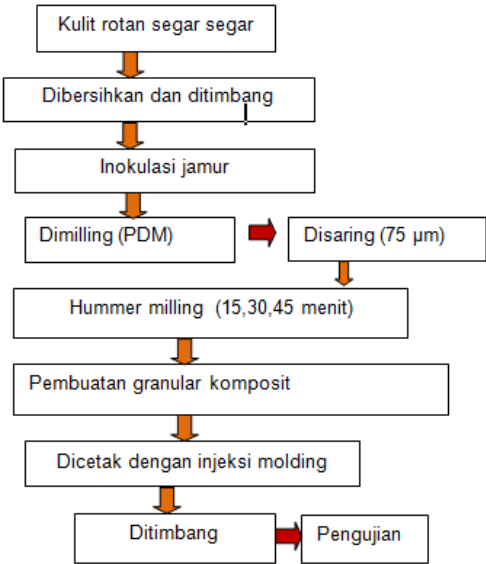 Kulit rotan segar segar
Dibersihkan dan ditimbang
Inokulasi jamur
Dimilling (PDM)
Disaring (75 µm)
Hummer milling (15,30,45 menit)
Pembuatan granular komposit
Dicetak dengan injeksi molding
Ditimbang
Pengujian